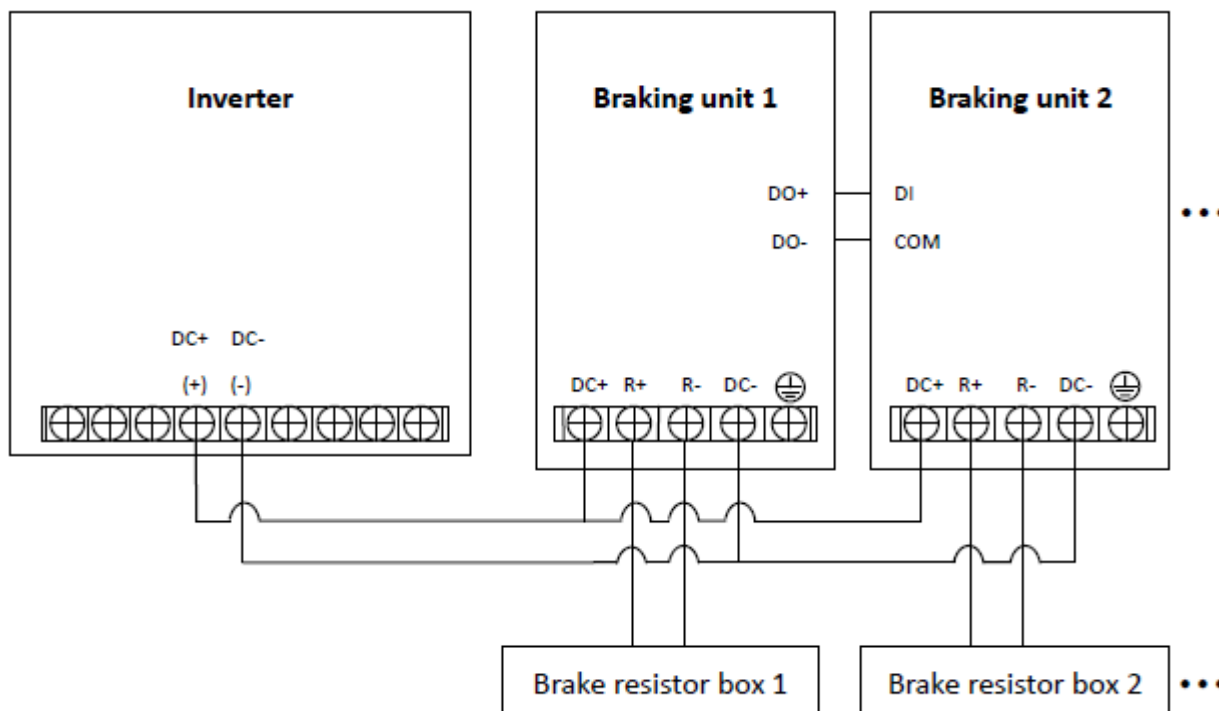 Inverter
Braking unit 1
Braking unit 2
DO+
DI
DO-
COM
•••
DC+ DC-
(+) (-)
DC+ R+ R- DC-
DC+ R+ R- DC-
Brake resistor box 1
Brake resistor box 2
•••